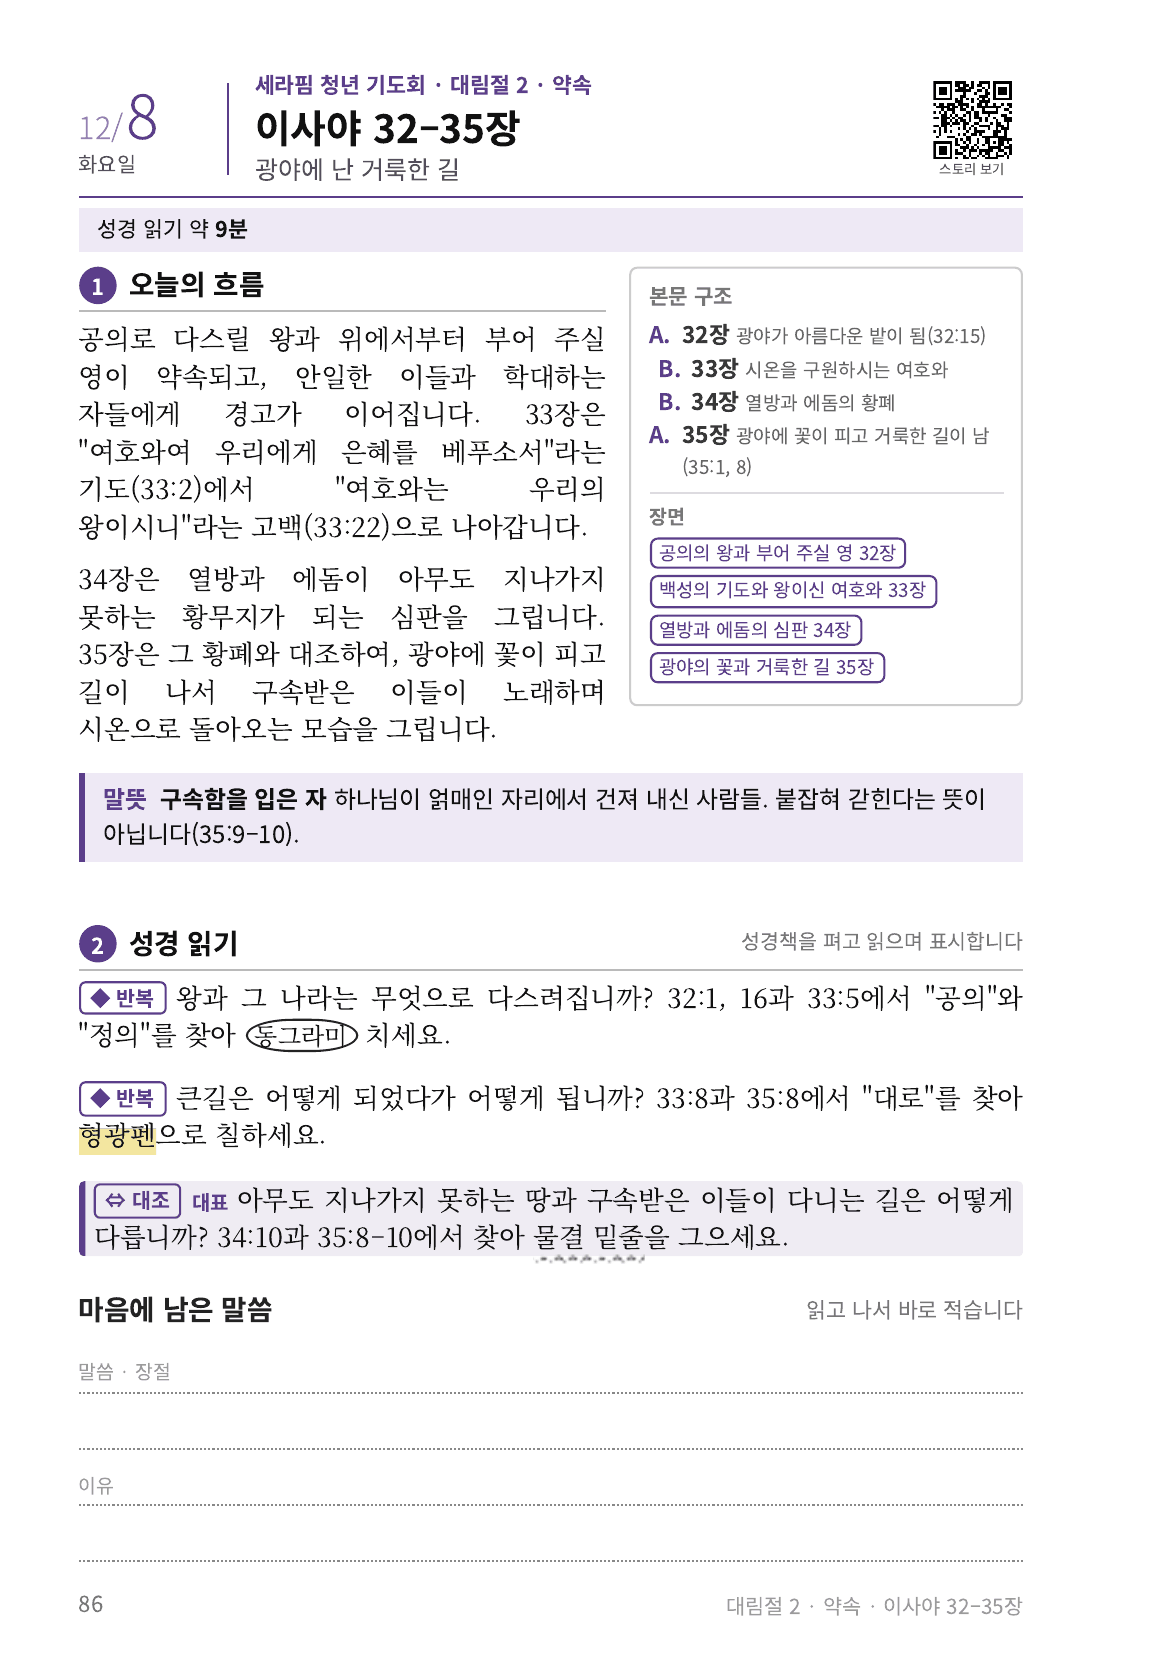 12/8
화요일
세라핌 청년 기도회 · 대림절 2 · 약속
이사야 32–35장
광야에 난 거룩한 길
스토리 보기
성경 읽기 약 9분
1 오늘의 흐름
공의로 다스릴 왕과 위에서부터 부어 주실
영이 약속되고, 안일한 이들과 학대하는
자들에게 경고가 이어집니다. 33장은
"여호와여 우리에게 은혜를 베푸소서"라는
기도(33:2)에서 "여호와는 우리의
왕이시니"라는 고백(33:22)으로 나아갑니다.
34장은 열방과 에돔이 아무도 지나가지
못하는 황무지가 되는 심판을 그립니다.
35장은 그 황폐와 대조하여, 광야에 꽃이 피고
길이 나서 구속받은 이들이 노래하며
시온으로 돌아오는 모습을 그립니다.
본문 구조
A. 32장 광야가 아름다운 밭이 됨(32:15)
B. 33장 시온을 구원하시는 여호와
B. 34장 열방과 에돔의 황폐
A. 35장 광야에 꽃이 피고 거룩한 길이 남
(35:1, 8)
장면
공의의 왕과 부어 주실 영 32장
백성의 기도와 왕이신 여호와 33장
열방과 에돔의 심판 34장
광야의 꽃과 거룩한 길 35장
말뜻 구속함을 입은 자 하나님이 얽매인 자리에서 건져 내신 사람들. 붙잡혀 갇힌다는 뜻이
아닙니다(35:9–10).
2 성경 읽기
성경책을 펴고 읽으며 표시합니다
◆ 반복 왕과 그 나라는 무엇으로 다스려집니까? 32:1, 16과 33:5에서 "공의"와
"정의"를 찾아 동그라미 치세요.
◆ 반복 큰길은 어떻게 되었다가 어떻게 됩니까? 33:8과 35:8에서 "대로"를 찾아
형광펜으로 칠하세요.
⇔ 대조 대표 아무도 지나가지 못하는 땅과 구속받은 이들이 다니는 길은 어떻게
다릅니까? 34:10과 35:8–10에서 찾아 물결 밑줄을 그으세요.
마음에 남은 말씀
읽고 나서 바로 적습니다
말씀 · 장절
이유
86
대림절 2 · 약속 · 이사야 32–35장